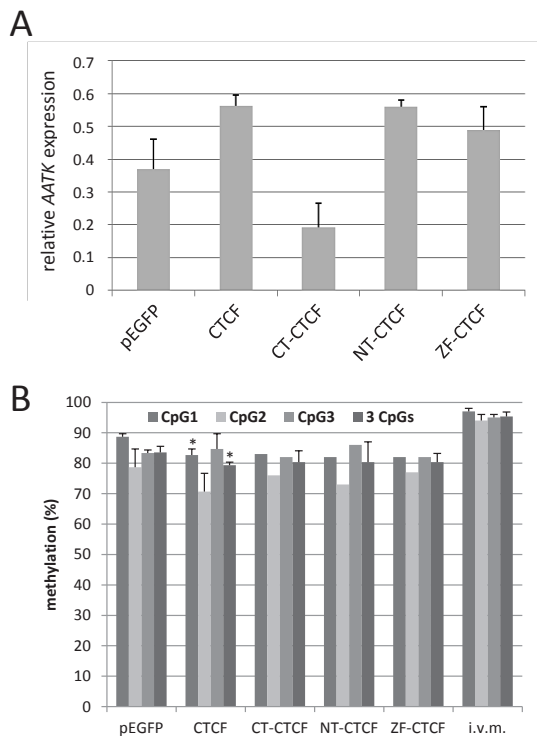 A
relative AATK expression
0.7
0.6
0.5
0.4
0.3
0.2
0.1
0
pEGFP
CTCF
CT-CTCF
NT-CTCF
ZF-CTCF
B
methylation (%)
100
90
80
70
60
50
40
30
20
10
0
CpG1 CpG2 CpG3 3 CpGs
* *
pEGFP CTCF CT-CTCF NT-CTCF ZF-CTCF i.v.m.